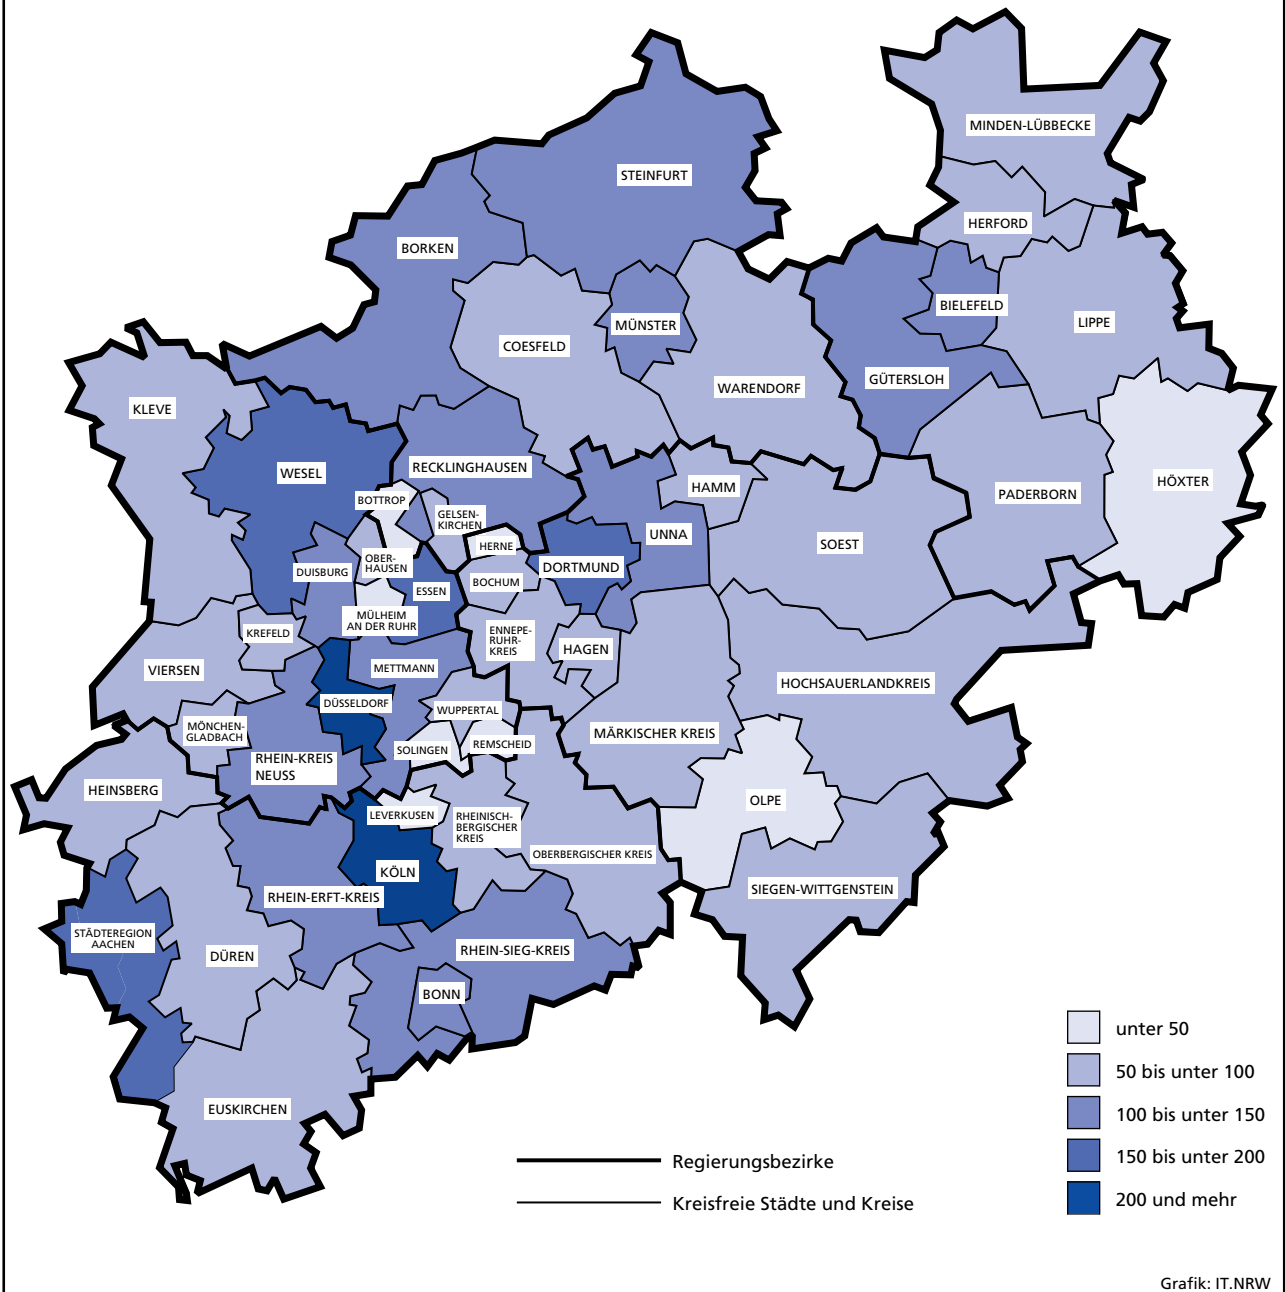 MINDEN-LÜBBECKE
STEINFURT
HERFORD
BORKEN
BIELEFELD
MÜNSTER
LIPPE
COESFELD
GÜTERSLOH
WARENDORF
KLEVE
RECKLINGHAUSEN
WESEL
HÖXTER
HAMM
PADERBORN
BOTTROP
GELSEN-
KIRCHEN
UNNA
SOEST
HERNE
OBER-
HAUSEN
DORTMUND
DUISBURG
BOCHUM
ESSEN
MÜLHEIM
AN DER RUHR
KREFELD
ENNEPE-
RUHR-
KREIS
HAGEN
VIERSEN
METTMANN
HOCHSAUERLANDKREIS
DÜSSELDORF
WUPPERTAL
MÖNCHEN-
GLADBACH
MÄRKISCHER KREIS
REMSCHEID
SOLINGEN
RHEIN-KREIS
NEUSS
HEINSBERG
OLPE
LEVERKUSEN
RHEINISCH-
BERGISCHER
KREIS
OBERBERGISCHER KREIS
KÖLN
SIEGEN-WITTGENSTEIN
RHEIN-ERFT-KREIS
STÄDTEREGION
AACHEN
RHEIN-SIEG-KREIS
DÜREN
BONN
EUSKIRCHEN
unter 50
50 bis unter 100
100 bis unter 150
150 bis unter 200
200 und mehr
Regierungsbezirke
Kreisfreie Städte und Kreise
Grafik: IT.NRW